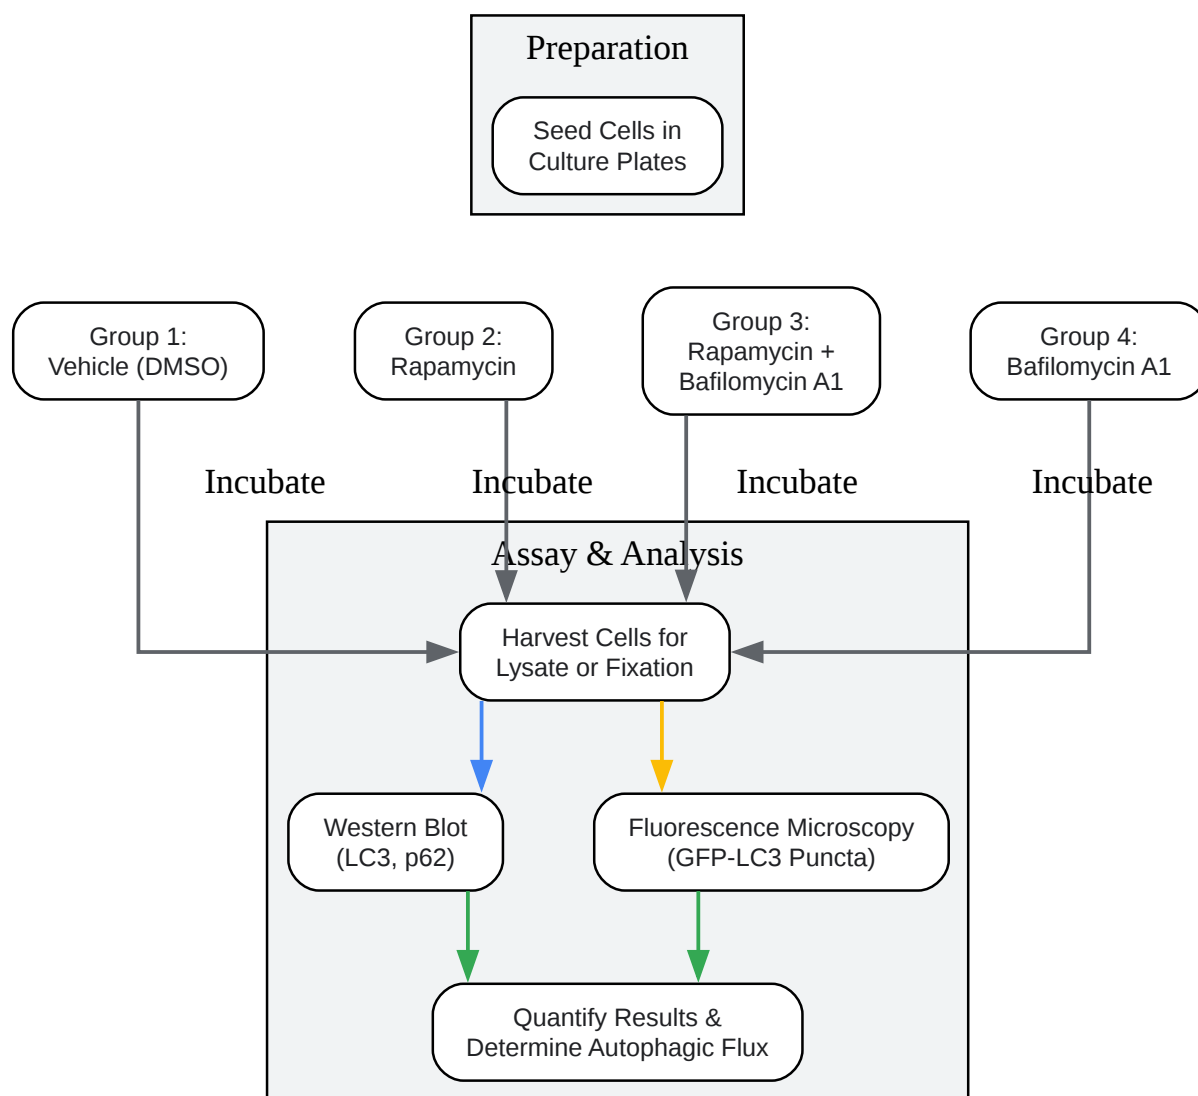 Preparation
Seed Cells in
Culture Plates
Group 1:
Vehicle (DMSO)
Group 2:
Rapamycin
Group 3:
Rapamycin +
Bafilomycin A1
Group 4:
Bafilomycin A1
Incubate
Incubate
Incubate
Incubate
Assay & Analysis
Harvest Cells for
Lysate or Fixation
Western Blot
(LC3, p62)
Fluorescence Microscopy
(GFP-LC3 Puncta)
Quantify Results &
Determine Autophagic Flux